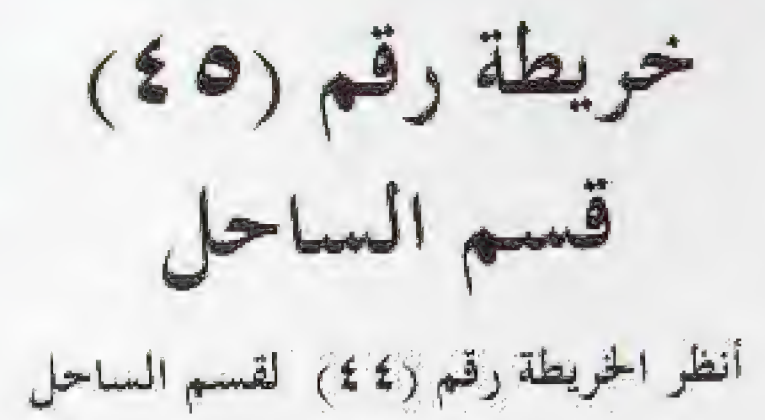 خريطة رقم (٤٥)
قسم الساحل
أنظر الخريطة رقم (٤٤) لقسم الساحل